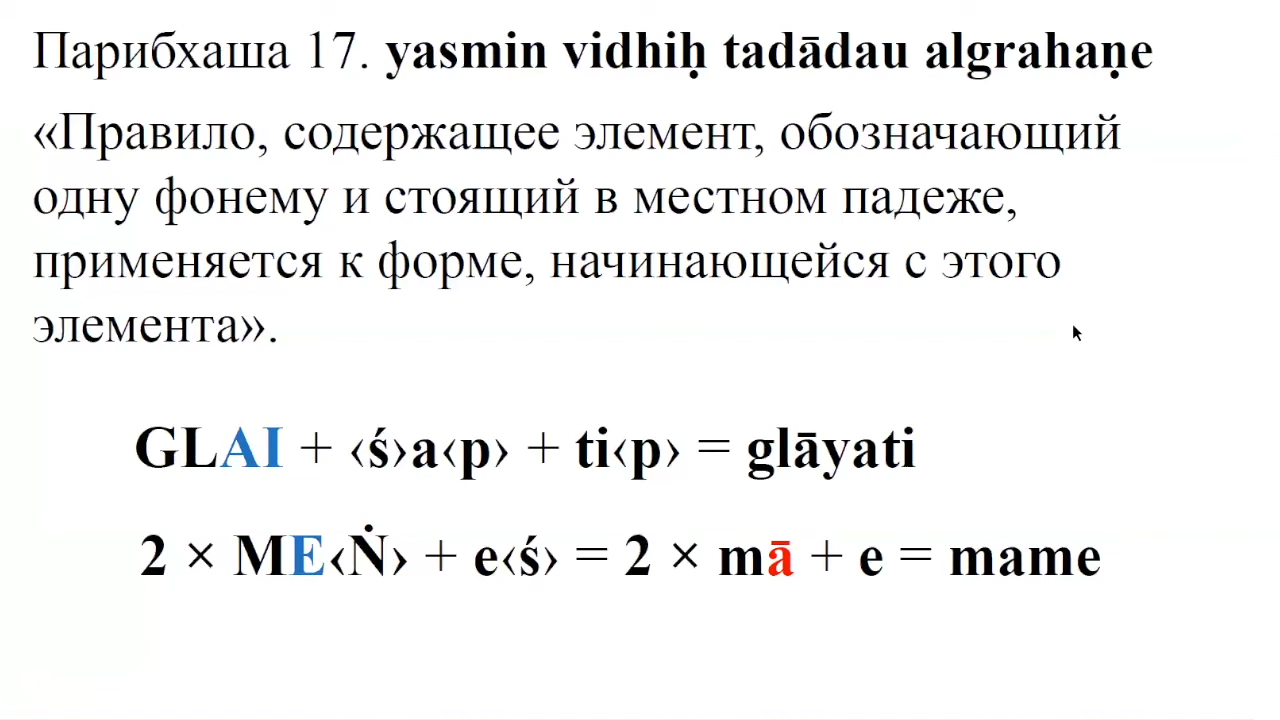 Парибхаша 17. yasmin vidhiḥ tadādau algrahaṇe
«Правило, содержащее элемент, обозначающий
одну фонему и стоящий в местном падеже,
применяется к форме, начинающейся с этого
элемента».
GLAI + ‹ś›a‹p› + ti‹p› = glāyati
2 × ME‹Ṅ› + e‹ś› = 2 × mā + e = mame